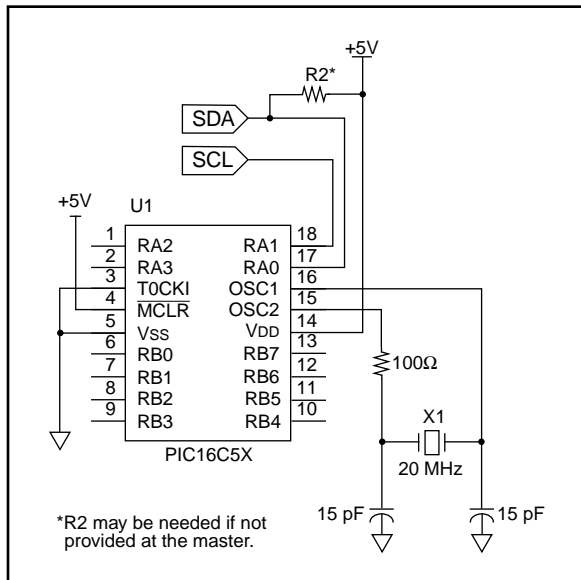 +5V
R2*
SDA
SCL
+5V
U1
1 RA2 RA1 18
2 RA3 RA0 17
3 T0CKI OSC1 16
4 MCLR OSC2 15
5 VSS VDD 14
6 RB0 RB7 13
7 RB1 RB6 12
8 RB2 RB5 11
9 RB3 RB4 10
PIC16C5X
100Ω
X1
20 MHz
15 pF
15 pF
*R2 may be needed if not
provided at the master.